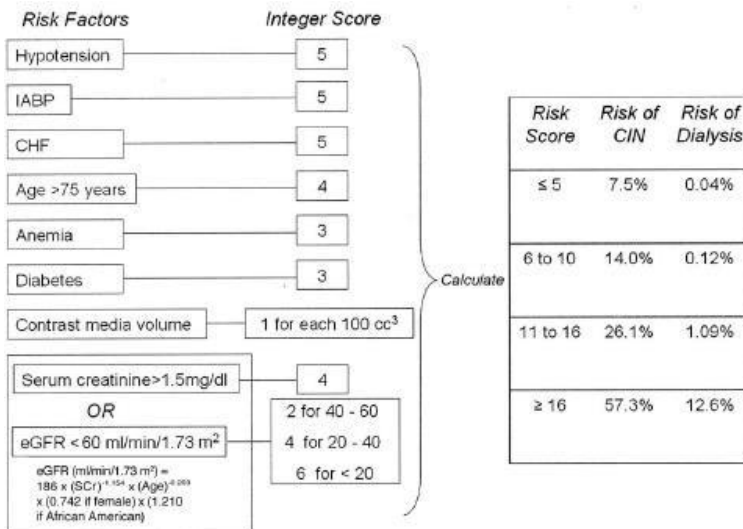 Risk Factors
Integer Score
Hypotension
5
IABP
5
CHF
5
Age >75 years
4
Anemia
3
Diabetes
3
Contrast media volume
1 for each 100 cc³
Serum creatinine>1.5mg/dl
4
OR
eGFR <60 ml/min/1.73 m²
2 for 40 - 60
4 for 20 - 40
6 for < 20
eGFR (ml/min/1.73 m²) =
186 x (SCr)-1.154 x (Age)-0.203
x (0.742 if female) x (1.210
if African American)
Calculate
Risk Score Risk of CIN Risk of Dialysis
≤ 5 7.5% 0.04%
6 to 10 14.0% 0.12%
11 to 16 26.1% 1.09%
≥ 16 57.3% 12.6%